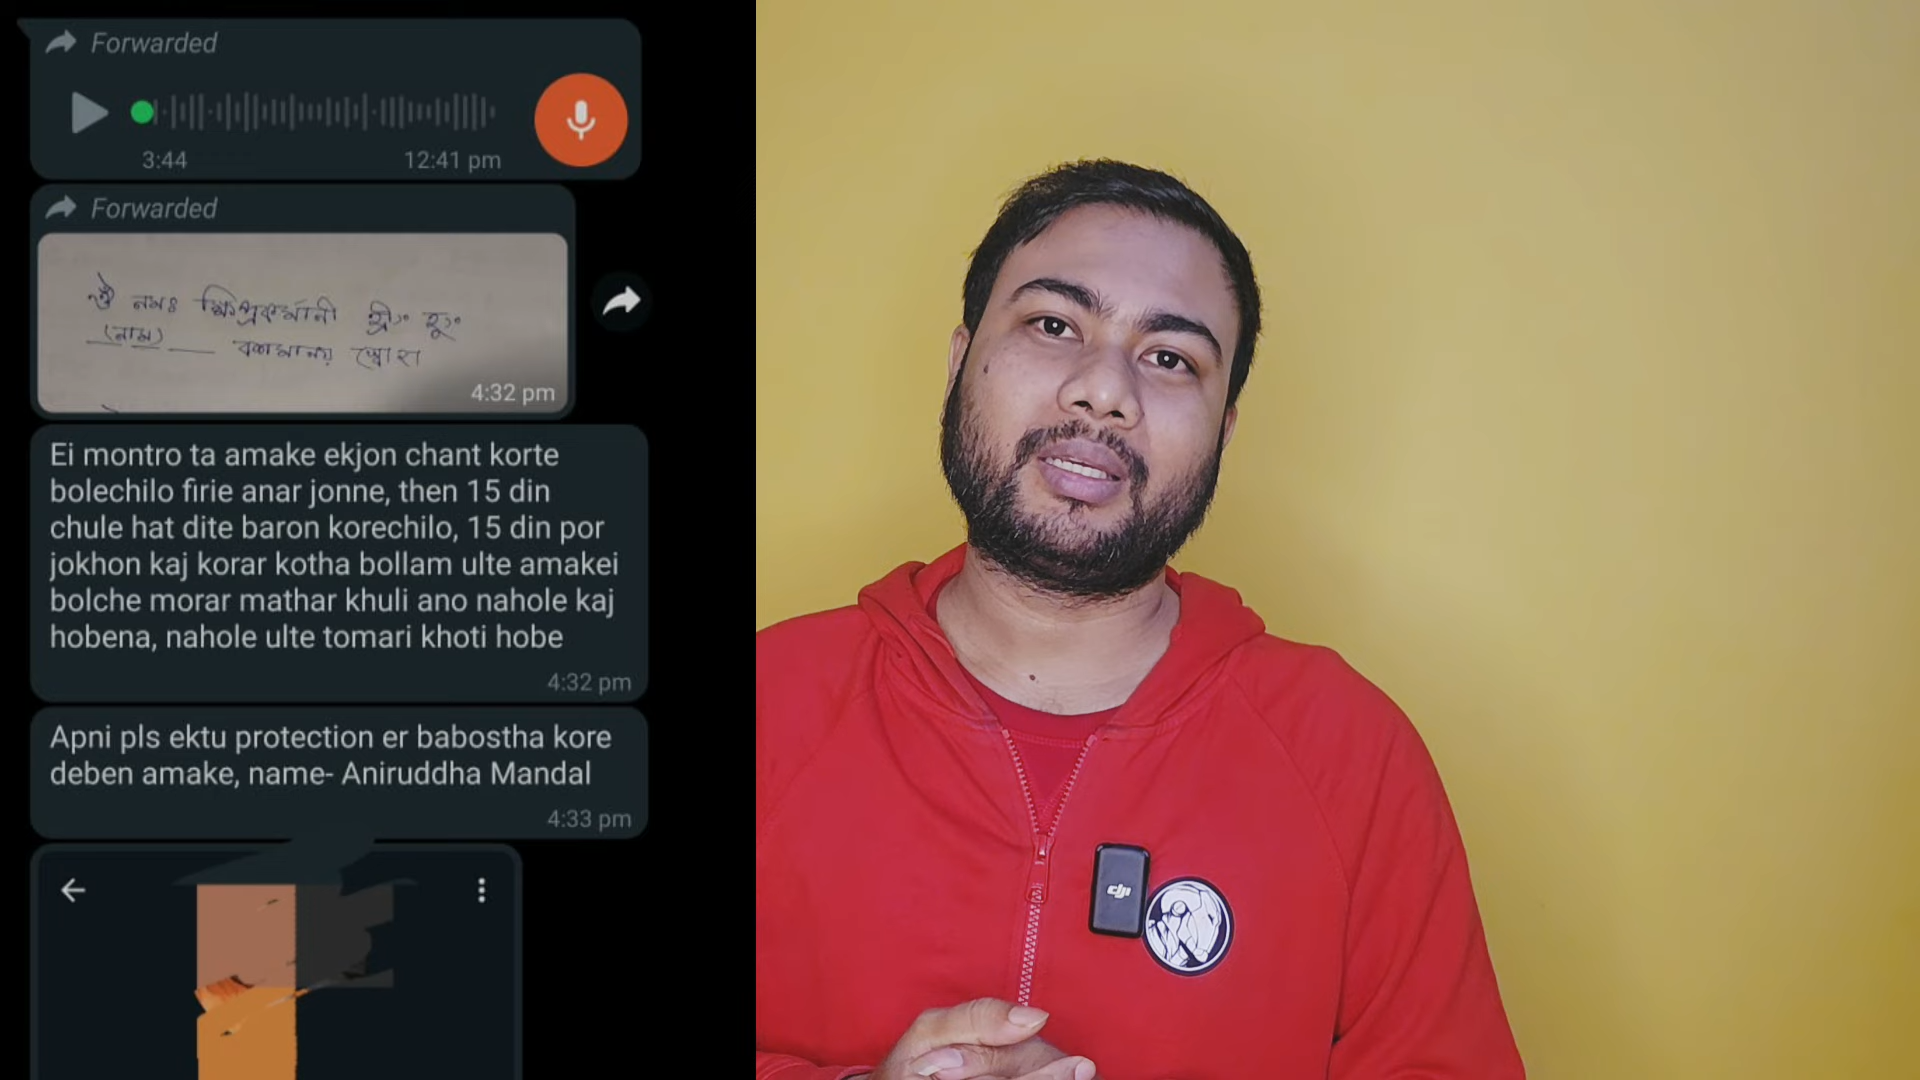 Forwarded
3:44
12:41 pm
Forwarded
ওঁ নমঃ ক্ষিপ্রকর্মানী হ্রীং হুং
(নাম)
স্বাহা
4:32 pm
Ei montro ta amake ekjon chant korte
bolechilo firie anar jonne, then 15 din
chule hat dite baron korechilo, 15 din por
jokhon kaj korar kotha bollam ulte amakei
bolche morar mathar khuli ano nahole kaj
hobena, nahole ulte tomari khoti hobe
4:32 pm
Apni pls ektu protection er babostha kore
deben amake, name- Aniruddha Mandal
4:33 pm
dji